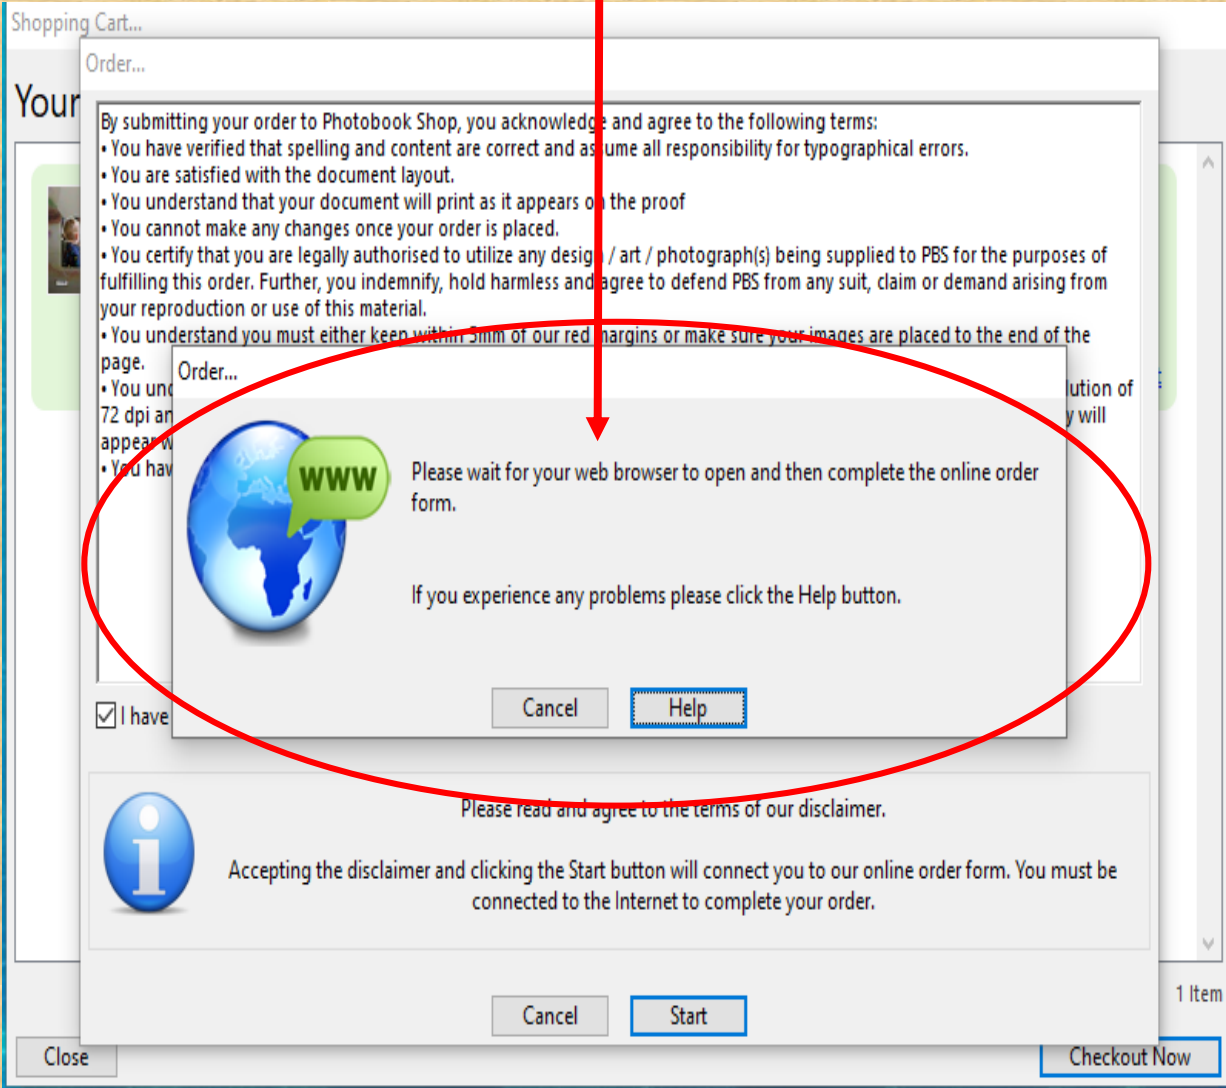 Shopping Cart...
Order...
Your
By submitting your order to Photobook Shop, you acknowledge and agree to the following terms:
• You have verified that spelling and content are correct and assume all responsibility for typographical errors.
• You are satisfied with the document layout.
• You understand that your document will print as it appears on the proof
• You cannot make any changes once your order is placed.
• You certify that you are legally authorised to utilize any design / art / photograph(s) being supplied to PBS for the purposes of
fulfilling this order. Further, you indemnify, hold harmless and agree to defend PBS from any suit, claim or demand arising from
your reproduction or use of this material.
• You understand you must either keep within 5mm of our red margins or make sure your images are placed to the end of the
page.
• You
72 dpi
appear
• You
y will
Order...
www
Please wait for your web browser to open and then complete the online order
form.
If you experience any problems please click the Help button.
Cancel Help
I have
Please read and agree to the terms of our disclaimer.
Accepting the disclaimer and clicking the Start button will connect you to our online order form. You must be
connected to the Internet to complete your order.
Cancel Start
1 Item
Close Checkout Now